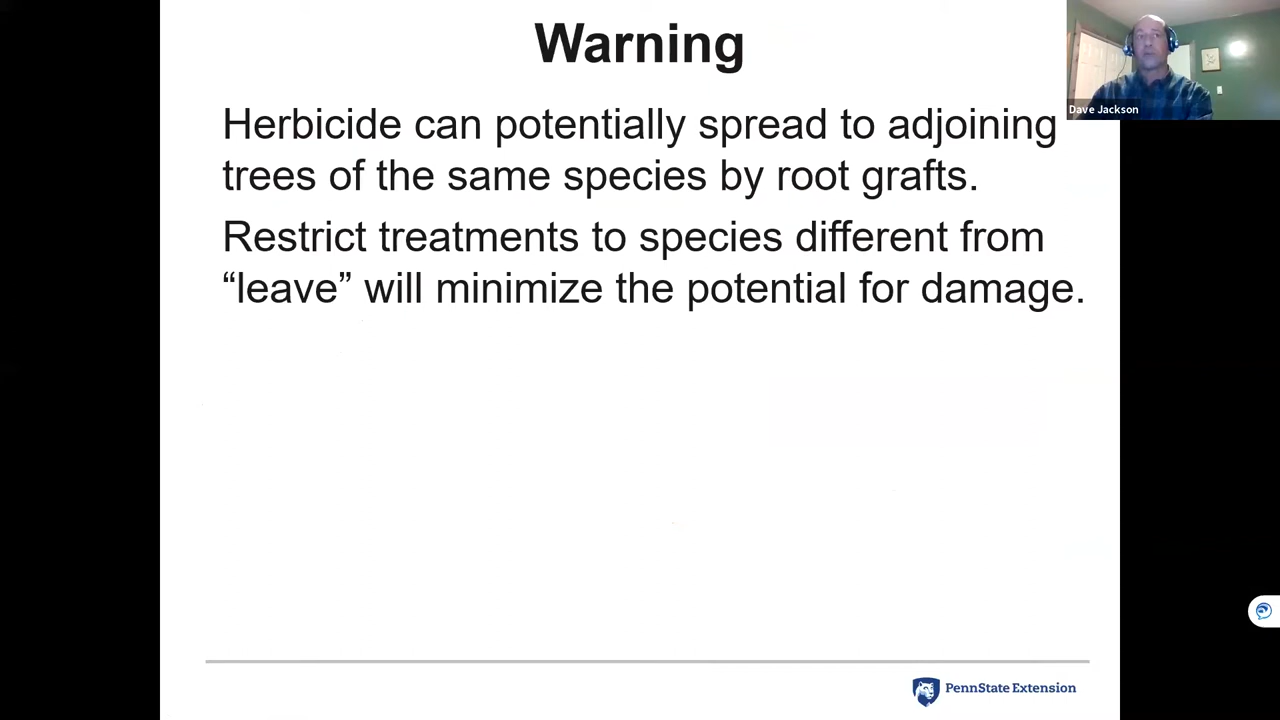 Warning
Dave Jackson
Herbicide can potentially spread to adjoining
trees of the same species by root grafts.
Restrict treatments to species different from
“leave” will minimize the potential for damage.
PennState Extension